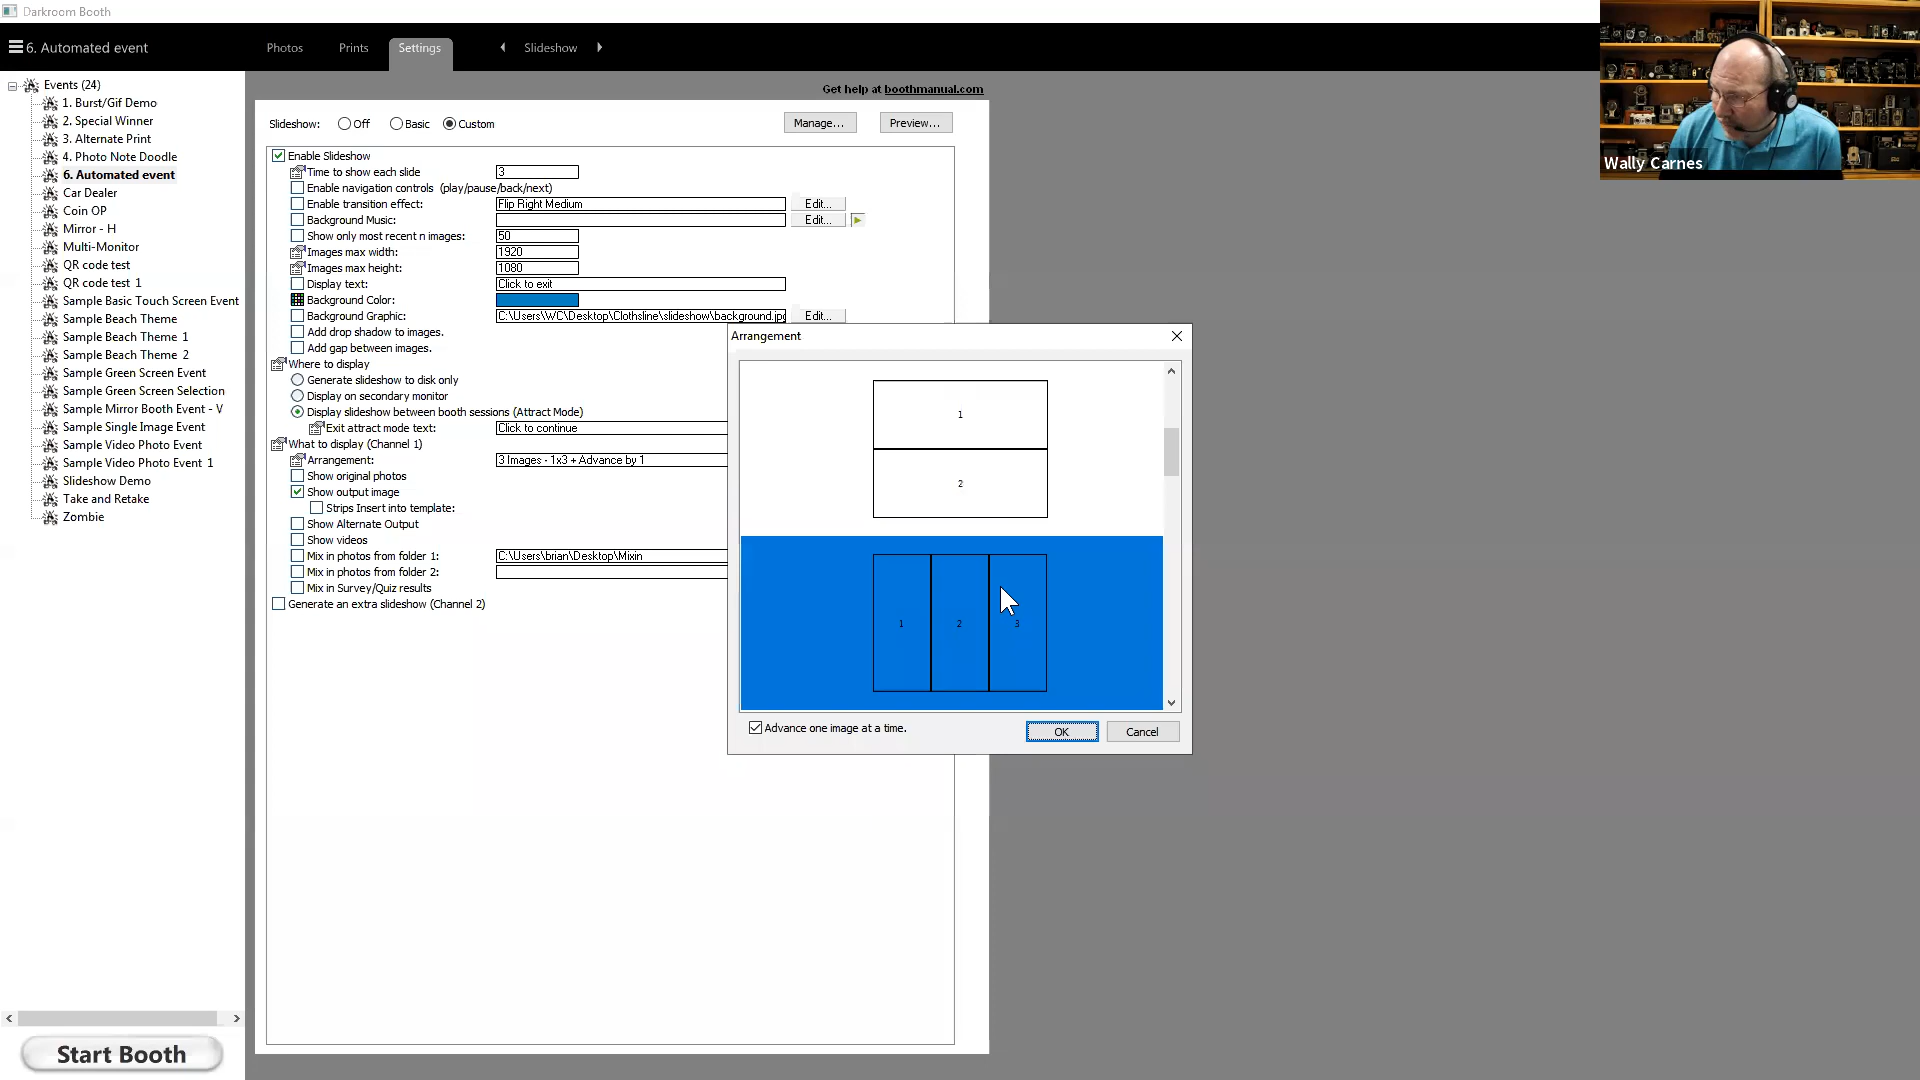 Darkroom Booth
6. Automated event
Photos
Prints
Settings
Slideshow
Wally Carnes
Events (24)
1. Burst/Gif Demo
2. Special Winner
3. Alternate Print
4. Photo Note Doodle
6. Automated event
Car Dealer
Coin OP
Mirror - H
Multi-Monitor
QR code test
QR code test 1
Sample Basic Touch Screen Event
Sample Beach Theme
Sample Beach Theme 1
Sample Beach Theme 2
Sample Green Screen Event
Sample Green Screen Selection
Sample Mirror Booth Event - V
Sample Single Image Event
Sample Video Photo Event
Sample Video Photo Event 1
Slideshow Demo
Take and Retake
Zombie
Start Booth
Get help at boothmanual.com
Slideshow: Off Basic Custom Manage... Preview...
Enable Slideshow
Time to show each slide 3
Enable navigation controls (play/pause/back/next)
Enable transition effect: Flip Right Medium Edit...
Background Music: Edit...
Show only most recent n images: 50
Images max width: 1920
Images max height: 1080
Display text: Click to exit
Background Color:
Background Graphic: C:\Users\WC\Desktop\Clothsline\slideshow\background.jpg Edit...
Add drop shadow to images.
Add gap between images.
Where to display
Generate slideshow to disk only
Display on secondary monitor
Display slideshow between booth sessions (Attract Mode)
Exit attract mode text: Click to continue
What to display (Channel 1)
Arrangement: 3 Images - 1x3 + Advance by 1
Show original photos
Show output image
Strips Insert into template:
Show Alternate Output
Show videos
Mix in photos from folder 1: C:\Users\brian\Desktop\Mixin
Mix in photos from folder 2:
Mix in Survey/Quiz results
Generate an extra slideshow (Channel 2)
Arrangement
1
2
1 2 3
Advance one image at a time.
OK
Cancel